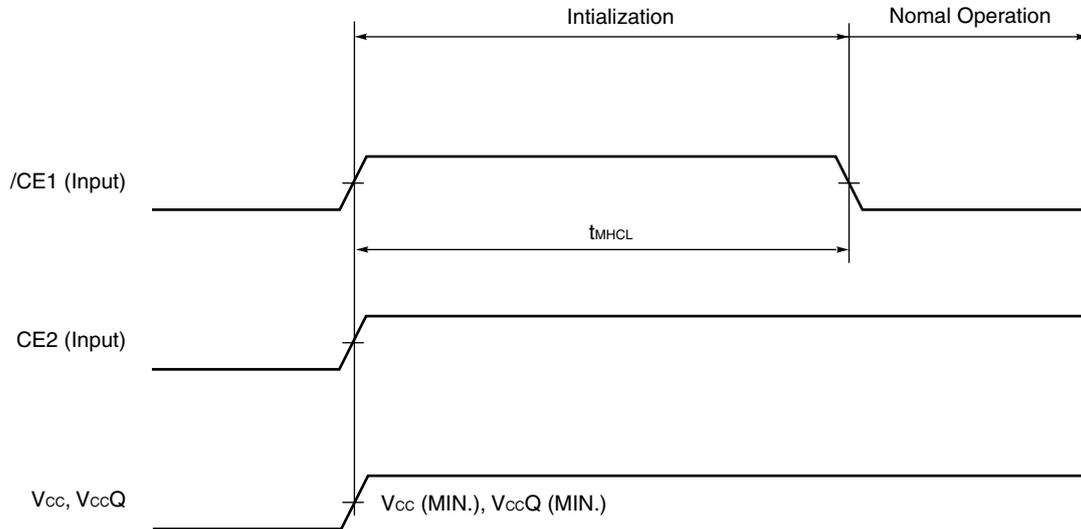 Intialization
Nomal Operation
/CE1 (Input)
tMHCL
CE2 (Input)
Vcc, VccQ
Vcc (MIN.), VccQ (MIN.)